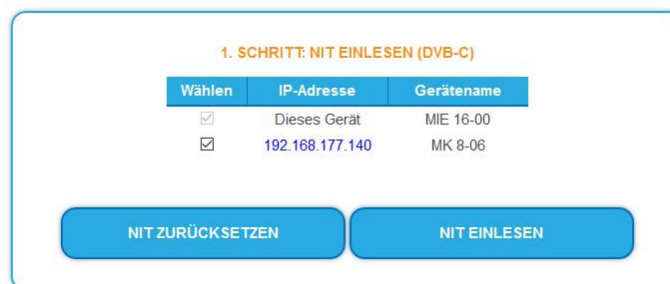 1. SCHRITT: NIT EINLESEN (DVB-C)
Wählen IP-Adresse Gerätename
Dieses Gerät MIE 16-00
192.168.177.140 MK 8-06
NIT ZURÜCKSETZEN NIT EINLESEN